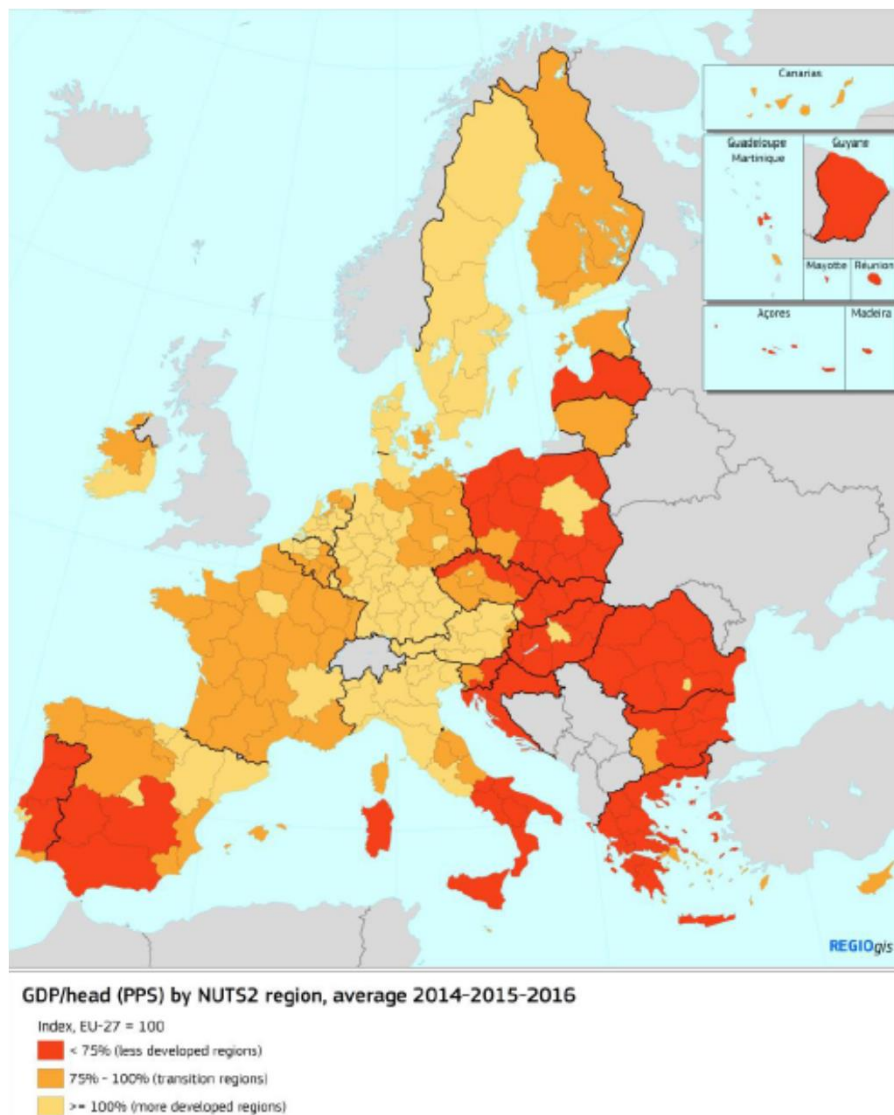 Canarias
Guadeloupe
Martinique
Guyane
Mayotte
Réunion
Açores
Madeira
REGIOgis
GDP/head (PPS) by NUTS2 region, average 2014-2015-2016
Index, EU-27 = 100
< 75% (less developed regions)
75% - 100% (transition regions)
>= 100% (more developed regions)